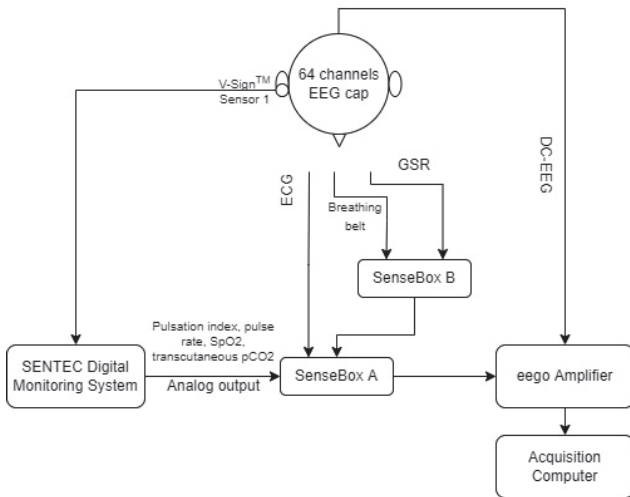 64 channels
EEG cap
V-Sign™
Sensor 1
GSR
ECG
Breathing
belt
DC-EEG
SenseBox B
Pulsation index, pulse
rate, SpO2,
transcutaneous pCO2
SENTEC Digital
Monitoring System
Analog output
SenseBox A
eego Amplifier
Acquisition
Computer